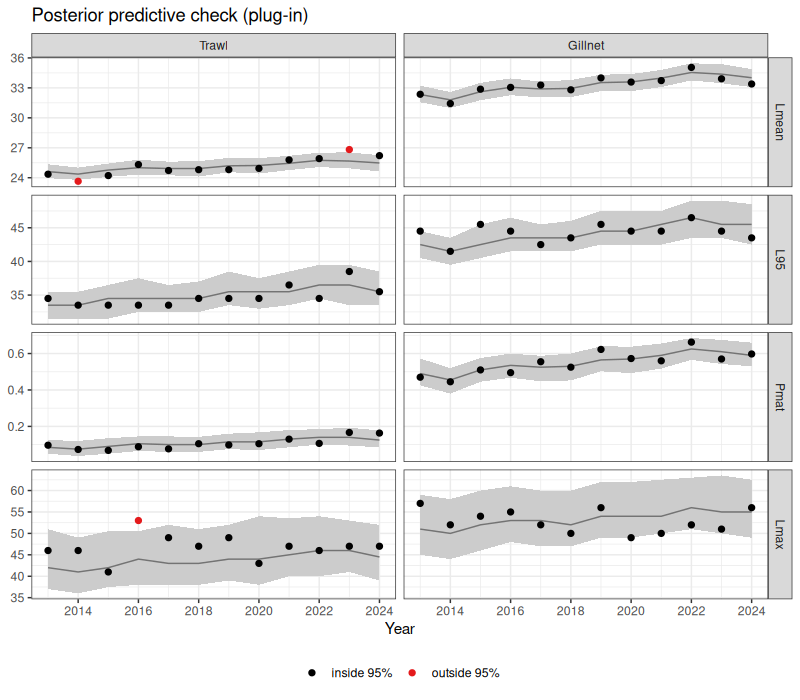 Posterior predictive check (plug-in)
Trawl
Gillnet
36
33
30
27
24
Lmean
45
40
35
L95
0.6
0.4
0.2
Pmat
60
55
50
45
40
35
Lmax
2014 2016 2018 2020 2022 2024
2014 2016 2018 2020 2022 2024
Year
inside 95%
outside 95%